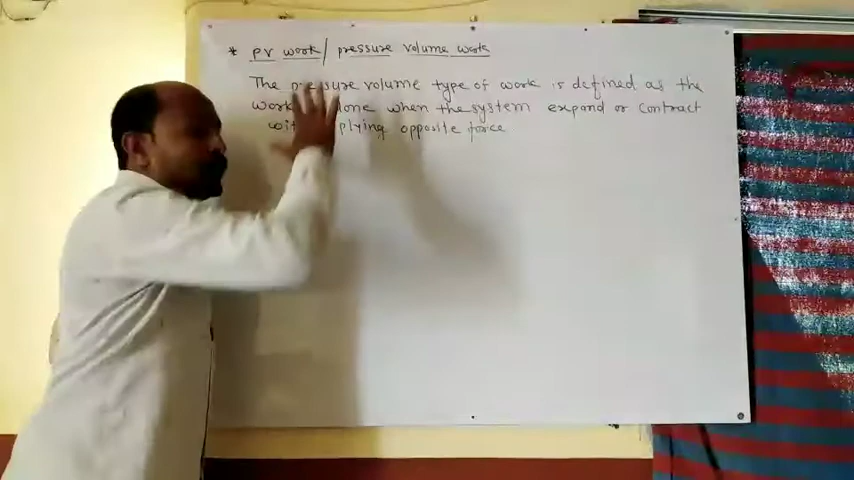 * PV work/ pressure volume work
The pressure volume type of work is defined as the
work done when the system expand or contract
plying opposite force